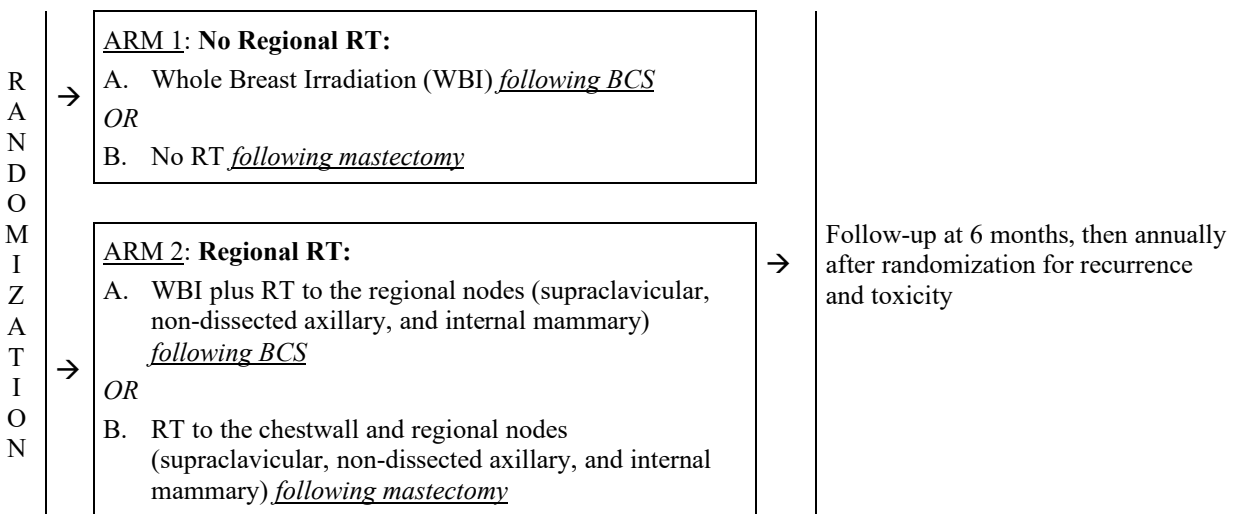 R
A
N
D
O
M
I
Z
A
T
I
O
N
→
ARM 1: No Regional RT:
A. Whole Breast Irradiation (WBI) following BCS
OR
B. No RT following mastectomy
→
ARM 2: Regional RT:
A. WBI plus RT to the regional nodes (supraclavicular,
non-dissected axillary, and internal mammary)
following BCS
OR
B. RT to the chestwall and regional nodes
(supraclavicular, non-dissected axillary, and internal
mammary) following mastectomy
→
Follow-up at 6 months, then annually
after randomization for recurrence
and toxicity